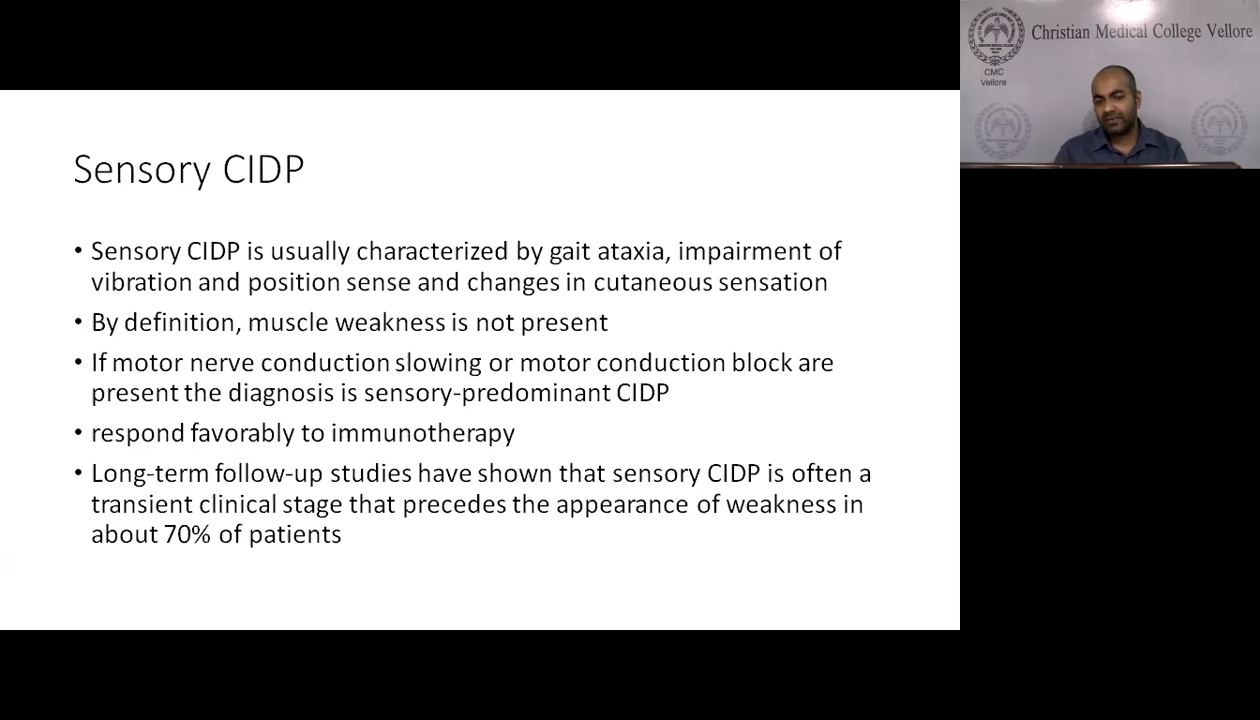 Sensory CIDP
• Sensory CIDP is usually characterized by gait ataxia, impairment of
vibration and position sense and changes in cutaneous sensation
• By definition, muscle weakness is not present
• If motor nerve conduction slowing or motor conduction block are
present the diagnosis is sensory-predominant CIDP
• respond favorably to immunotherapy
• Long-term follow-up studies have shown that sensory CIDP is often a
transient clinical stage that precedes the appearance of weakness in
about 70% of patients
Christian Medical College Vellore
CMC
Vellore